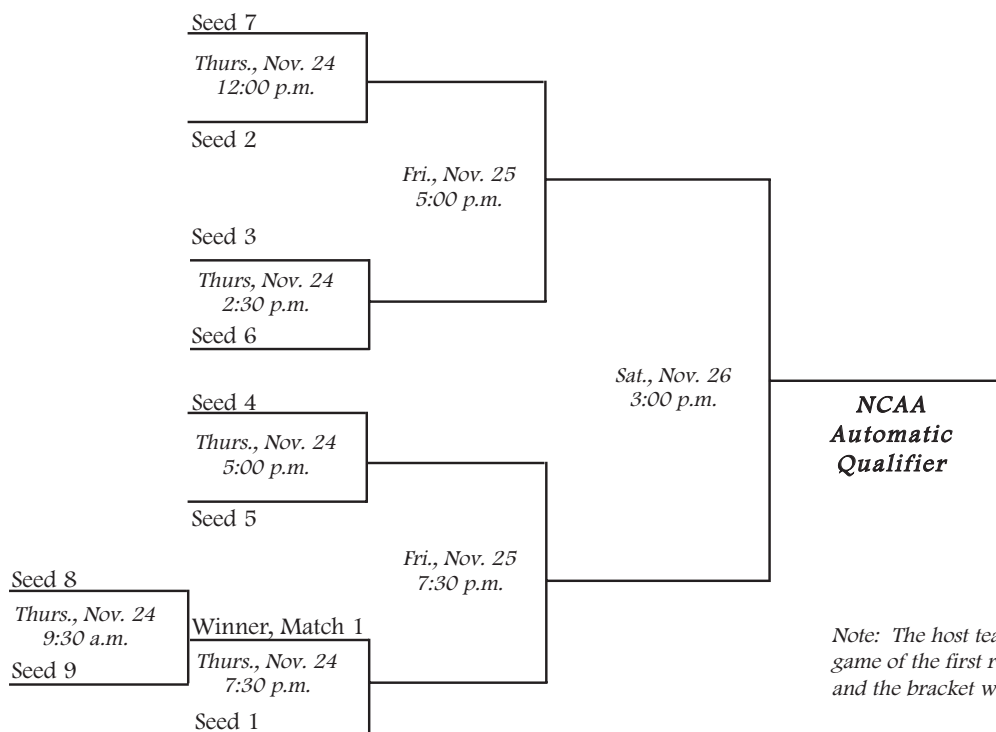 Seed 7
Thurs., Nov. 24
12:00 p.m.
Seed 2
Fri., Nov. 25
5:00 p.m.
Seed 3
Thurs, Nov. 24
2:30 p.m.
Seed 6
Sat., Nov. 26
3:00 p.m.
NCAA
Automatic
Qualifier
Seed 4
Thurs., Nov. 24
5:00 p.m.
Seed 5
Fri., Nov. 25
7:30 p.m.
Seed 8
Thurs., Nov. 24
9:30 a.m.
Seed 9
Winner, Match 1
Thurs., Nov. 24
7:30 p.m.
Seed 1
Note: The host
game of the first
and the bracket